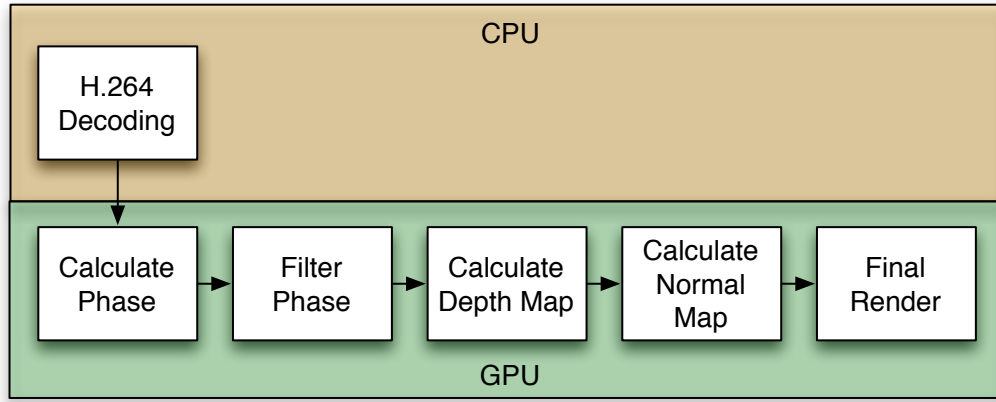 CPU
H.264
Decoding
Calculate
Phase
Filter
Phase
Calculate
Depth Map
Calculate
Normal
Map
Final
Render
GPU